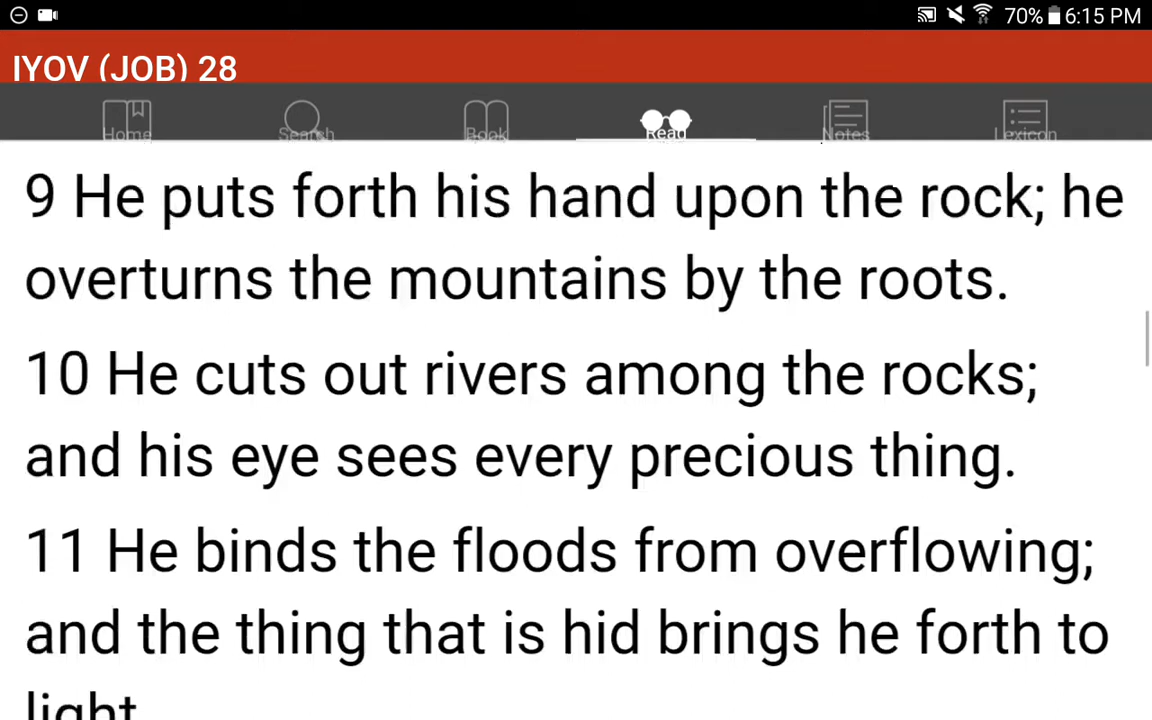 70% 6:15 PM
IYOV (JOB) 28
Home Search Book Read Notes Lexicon
9 He puts forth his hand upon the rock; he
overturns the mountains by the roots.
10 He cuts out rivers among the rocks;
and his eye sees every precious thing.
11 He binds the floods from overflowing;
and the thing that is hid brings he forth to
light.